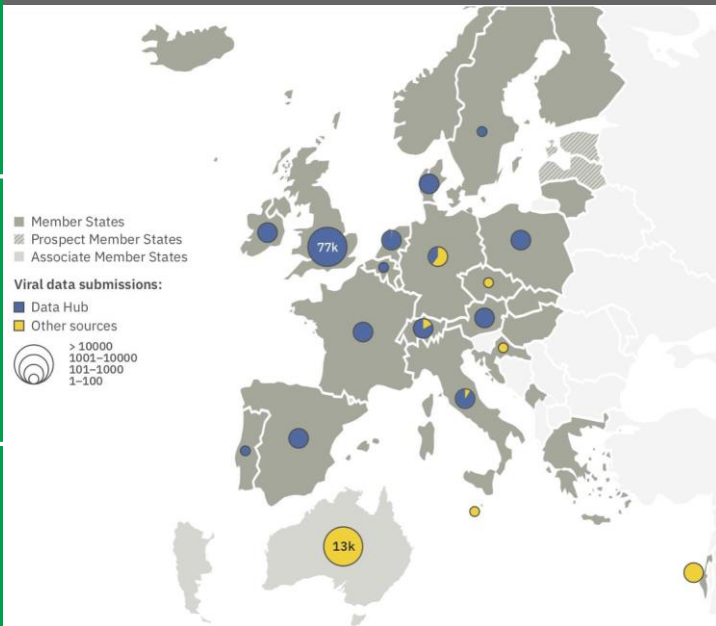 Member States
Prospect Member States
Associate Member States
Viral data submissions:
Data Hub
Other sources
> 10000
1001–10000
101–1000
1–100
77k
13k